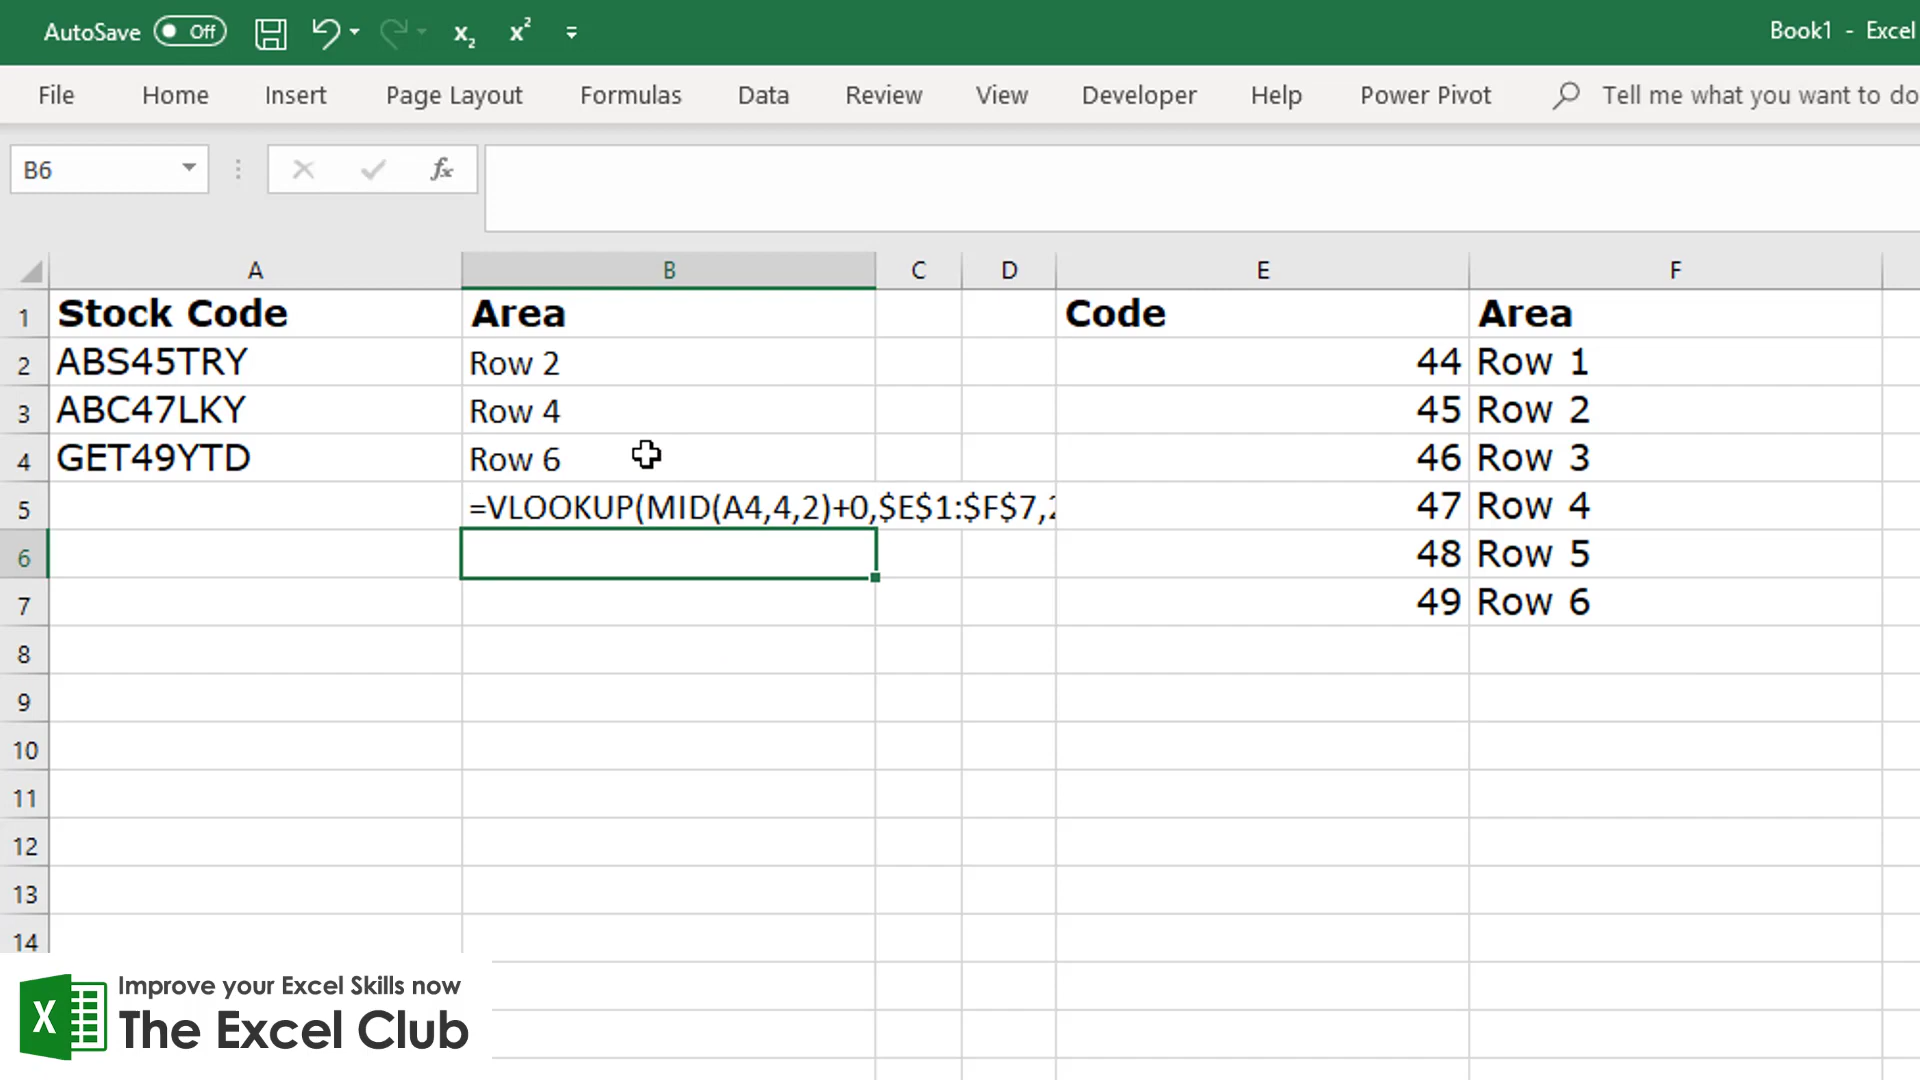 AutoSave Off x₂ x² Book1 - Excel
File Home Insert Page Layout Formulas Data Review View Developer Help Power Pivot Tell me what you want to do
B6 fx
A B C D E F
1 Stock Code Area Code Area
2 ABS45TRY Row 2 44 Row 1
3 ABC47LKY Row 4 45 Row 2
4 GET49YTD Row 6 46 Row 3
5 =VLOOKUP(MID(A4,4,2)+0,$E$1:$F$7,2 47 Row 4
6 48 Row 5
7 49 Row 6
8
9
10
11
12
13
14
X Improve your Excel Skills now
The Excel Club